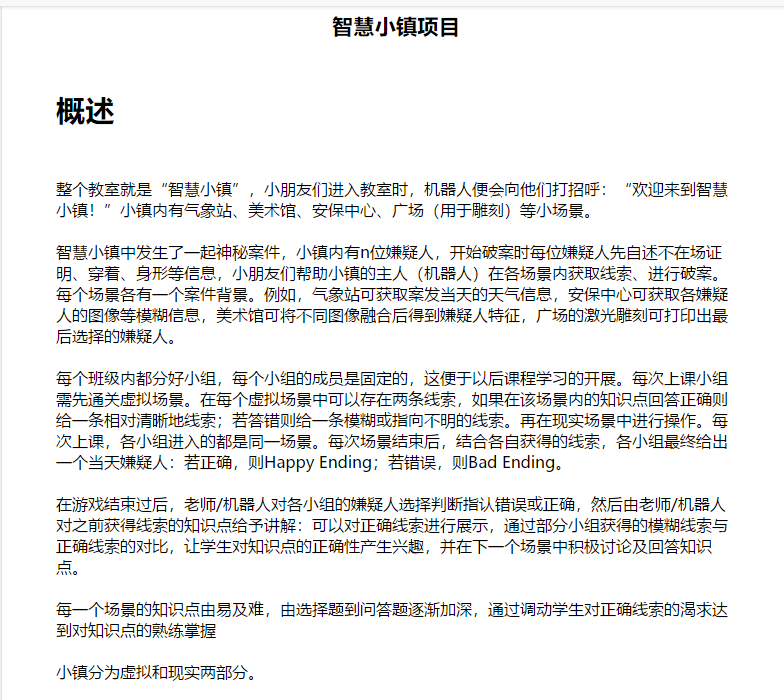 智慧小镇项目
概述
整个教室就是“智慧小镇”，小朋友们进入教室时，机器人便会向他们打招呼：“欢迎来到智慧
小镇！”小镇内有气象站、美术馆、安保中心、广场（用于雕刻）等小场景。
智慧小镇中发生了一起神秘案件，小镇内有n位嫌疑人，开始破案时每位嫌疑人先自述不在场证
明、穿着、身形等信息，小朋友们帮助小镇的主人（机器人）在各场景内获取线索、进行破案。
每个场景各有一个案件背景。例如，气象站可获取案发当天的天气信息，安保中心可获取各嫌疑
人的图像等模糊信息，美术馆可将不同图像融合后得到嫌疑人特征，广场的激光雕刻可打印出最
后选择的嫌疑人。
每个班级内都分好小组，每个小组的成员是固定的，这便于以后课程学习的开展。每次上课小组
需先通关虚拟场景。在每个虚拟场景中可以存在两条线索，如果在该场景内的知识点回答正确则
给一条相对清晰地线索；若答错则给一条模糊或指向不明的线索。再在现实场景中进行操作。每
次上课，各小组进入的都是同一场景。每次场景结束后，结合各自获得的线索，各小组最终给出
一个当天嫌疑人：若正确，则Happy Ending；若错误，则Bad Ending。
在游戏结束过后，老师/机器人对各小组的嫌疑人选择判断指认错误或正确，然后由老师/机器人
对之前获得线索的知识点给予讲解：可以对正确线索进行展示，通过部分小组获得的模糊线索与
正确线索的对比，让学生对知识点的正确性产生兴趣，并在下一个场景中积极讨论及回答知识
点。
每一个场景的知识点由易及难，由选择题到问答题逐渐加深，通过调动学生对正确线索的渴求达
到对知识点的熟练掌握
小镇分为虚拟和现实两部分。